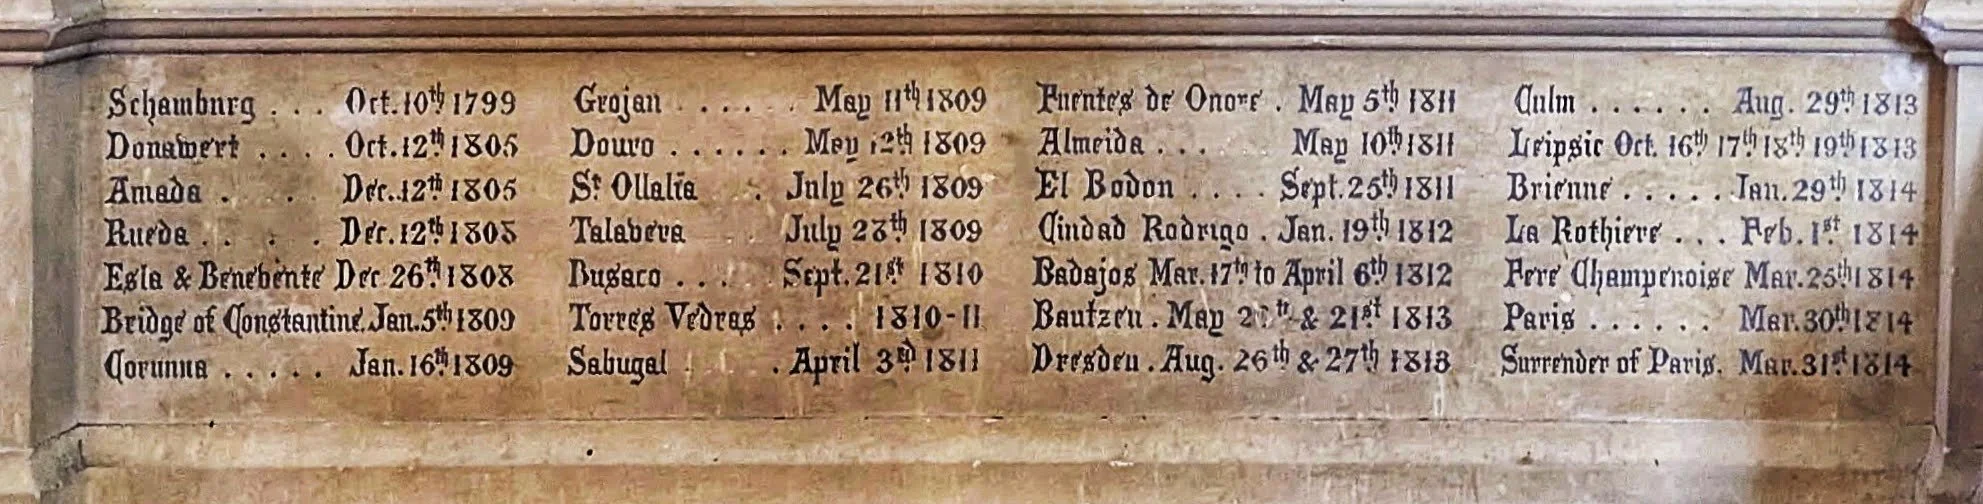 Schamburg . . . Oct. 10th 1799
Donawert . . . . Oct. 12th 1805
Amada . . . . Dec. 12th 1805
Rueda . . . . Dec. 12th 1808
Esla & Benebente Dec 26th 1808
Bridge of Constantine. Jan. 5th 1809
Corunna . . . . . Jan. 16th 1809
Grojan . . . . . . May 11th 1809
Douro . . . . . . May 12th 1809
St Ollalia . July 26th 1809
Talavera July 28th 1809
Busaco . . . . Sept. 21st 1810
Torres Vedras . . . . 1810-11
Sabugal . . April 3rd 1811
Fuentes de Onore . May 5th 1811
Almeida . . . May 10th 1811
El Bodon . . . . Sept. 25th 1811
Ciudad Rodrigo . Jan. 19th 1812
Badajos Mar. 17th to April 6th 1812
Bautzen . May & 21st 1813
Dresden . Aug. 26th & 27th 1813
Culm . . . . . . Aug. 29th 1813
Leipsic Oct. 16th 17th 18th 19th 1813
Brienne . . . . . Jan. 29th 1814
La Rothiere . . . Feb. 1st 1814
Fere Champenoise Mar. 25th 1814
Paris . . . . . . Mar. 30th 1814
Surrender of Paris. Mar. 31st 1814